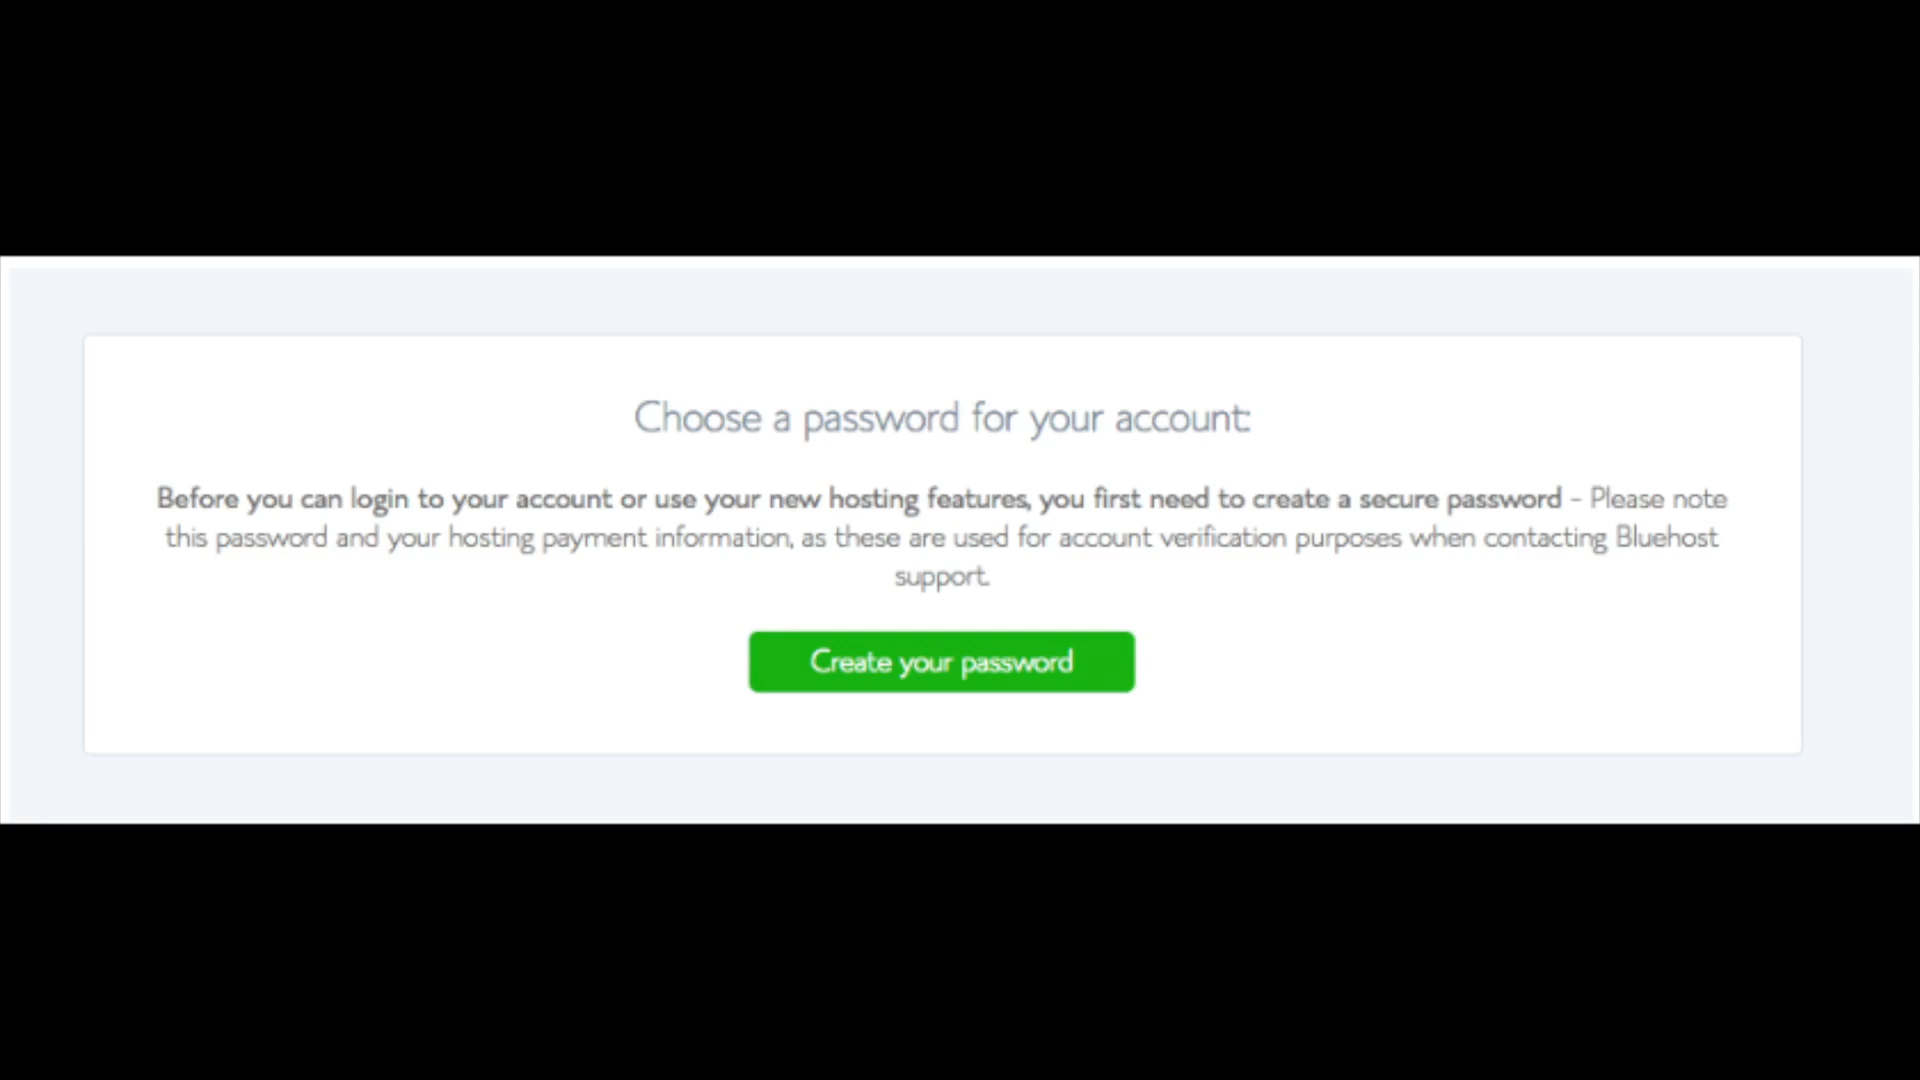 Choose a password for your account:
Before you can login to your account or use your new hosting features, you first need to create a secure password – Please note
this password and your hosting payment information, as these are used for account verification purposes when contacting Bluehost
support.
Create your password